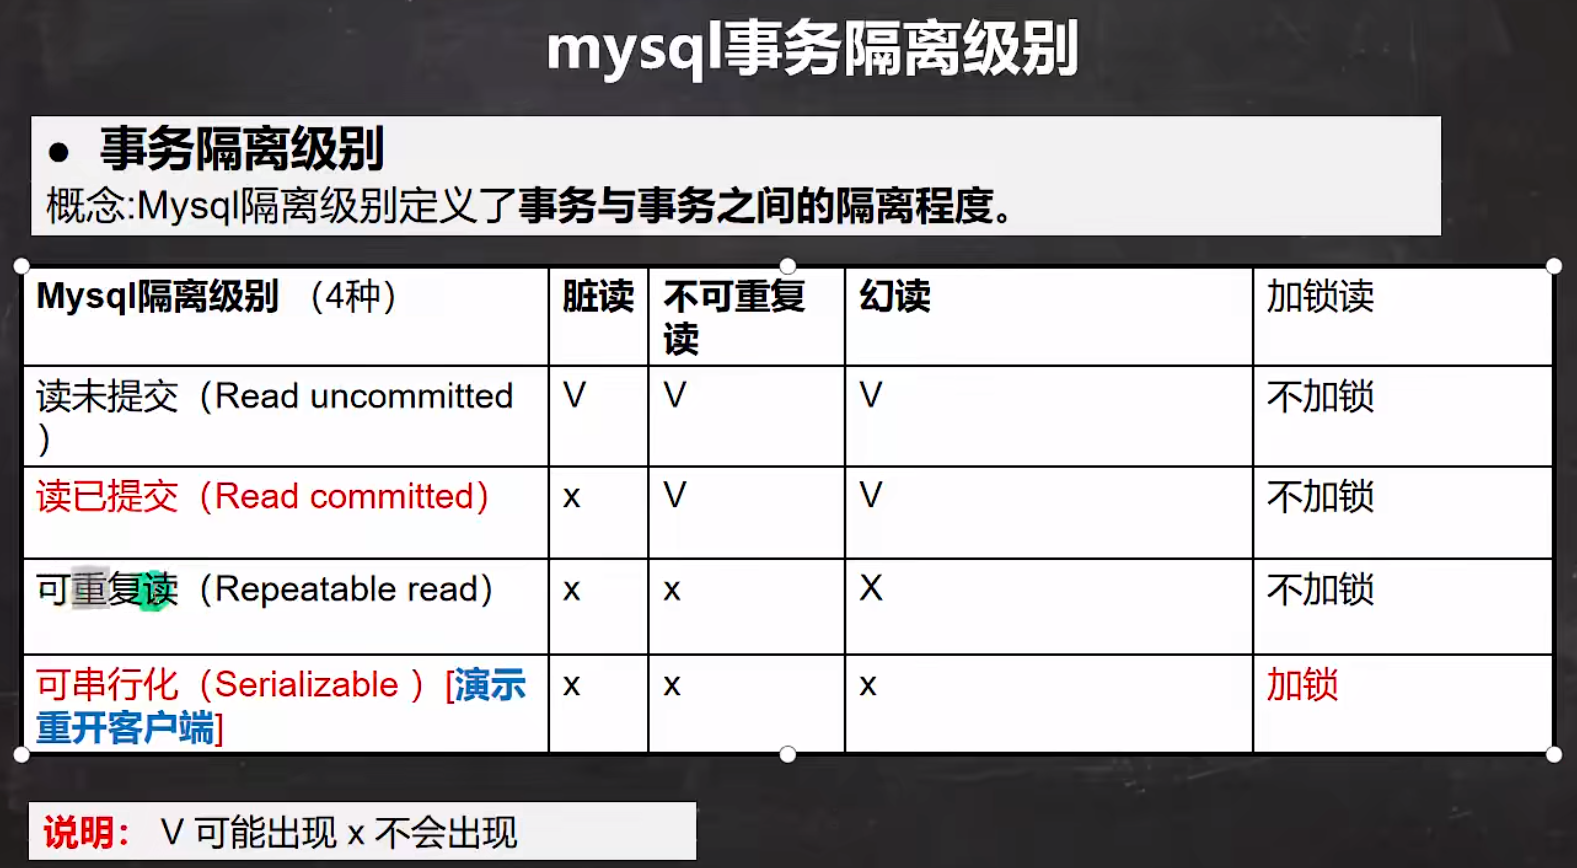 mysql事务隔离级别
● 事务隔离级别
概念:Mysql隔离级别定义了事务与事务之间的隔离程度。
Mysql隔离级别 （4种） 脏读 不可重复 幻读 加锁读
读
读未提交（Read uncommitted V V V 不加锁
）
读已提交（Read committed） x V V 不加锁
可重复读（Repeatable read） x x X 不加锁
可串行化（Serializable ）[演示 x x x 加锁
重开客户端]
说明： V 可能出现 x 不会出现